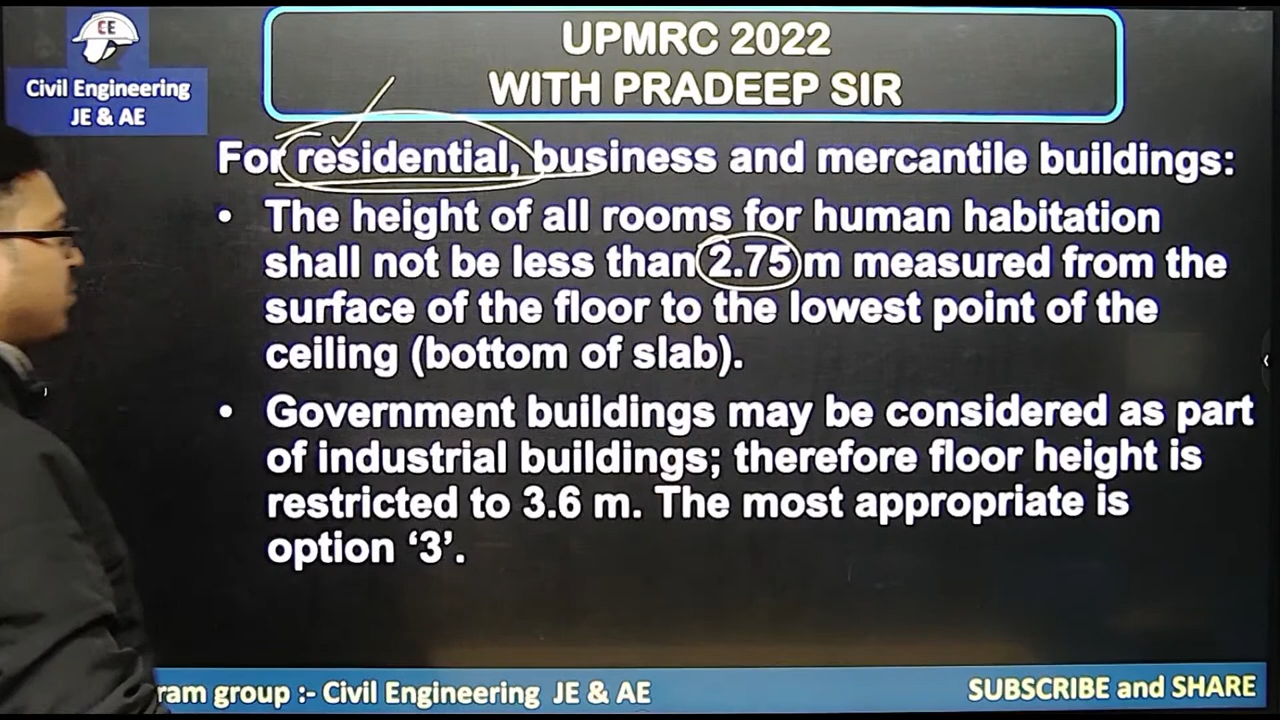 CE
Civil Engineering
JE & AE
UPMRC 2022
WITH PRADEEP SIR
For residential, business and mercantile buildings:
• The height of all rooms for human habitation
shall not be less than 2.75 m measured from the
surface of the floor to the lowest point of the
ceiling (bottom of slab).
• Government buildings may be considered as part
of industrial buildings; therefore floor height is
restricted to 3.6 m. The most appropriate is
option ‘3’.
ram group :- Civil Engineering JE & AE
SUBSCRIBE and SHARE